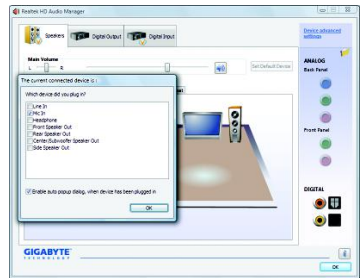 Realtek HD Audio Manager
Speakers
Digital Output
Digital Input
Device advanced settings
Main Volume
L
R
Set Default Device
ANALOG
Back Panel
The current connected device is :
Which device did you plug in?
Line In
Mic In
Headphone
Front Speaker Out
Rear Speaker Out
Center/Subwoofer Speaker Out
Side Speaker Out
Enable auto popup dialog, when device has been plugged in
OK
Front Panel
DIGITAL
GIGABYTE
TECHNOLOGY
i
OK